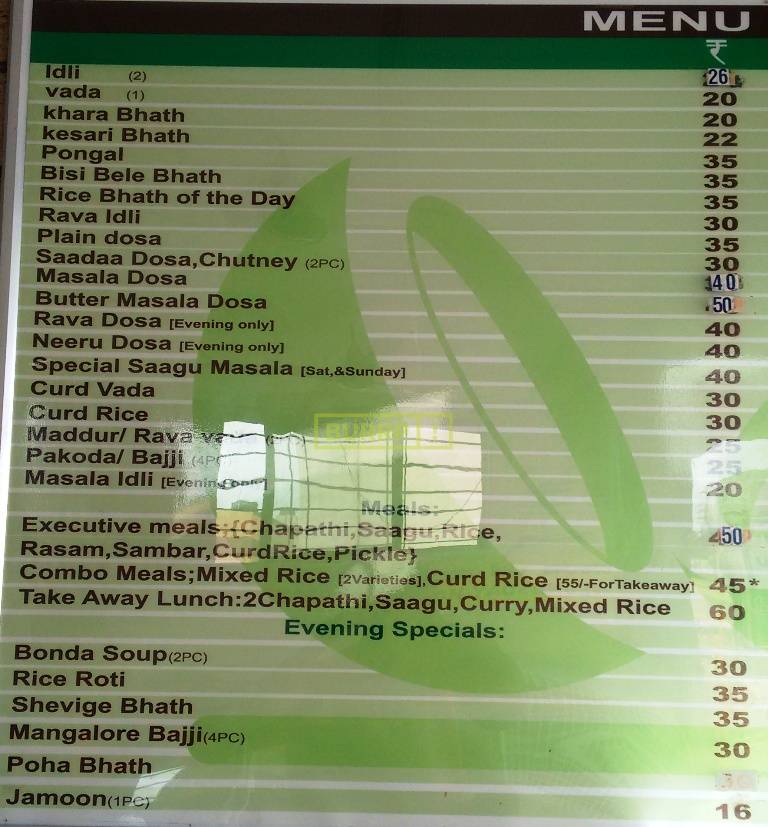 MENU
₹
Idli (2) 26
vada (1) 20
khara Bhath 20
kesari Bhath 22
Pongal 35
Bisi Bele Bhath 35
Rice Bhath of the Day 35
Rava Idli 30
Plain dosa 35
Saadaa Dosa,Chutney (2PC) 30
Masala Dosa 40
Butter Masala Dosa 50
Rava Dosa [Evening only] 40
Neeru Dosa [Evening only] 40
Special Saagu Masala [Sat,&Sunday] 40
Curd Vada 30
Curd Rice 30
Maddur/ Rava vada 25
Pakoda/ Bajji (4PC) 25
Masala Idli [Evening only] 20
Meals:
Executive meals;{Chapathi,Saagu,Rice, 50
Rasam,Sambar,CurdRice,Pickle}
Combo Meals;Mixed Rice [2Varieties],Curd Rice [55/-ForTakeaway] 45*
Take Away Lunch:2Chapathi,Saagu,Curry,Mixed Rice 60
Evening Specials:
Bonda Soup(2PC) 30
Rice Roti 35
Shevige Bhath 35
Mangalore Bajji(4PC) 30
Poha Bhath
Jamoon(1PC) 16